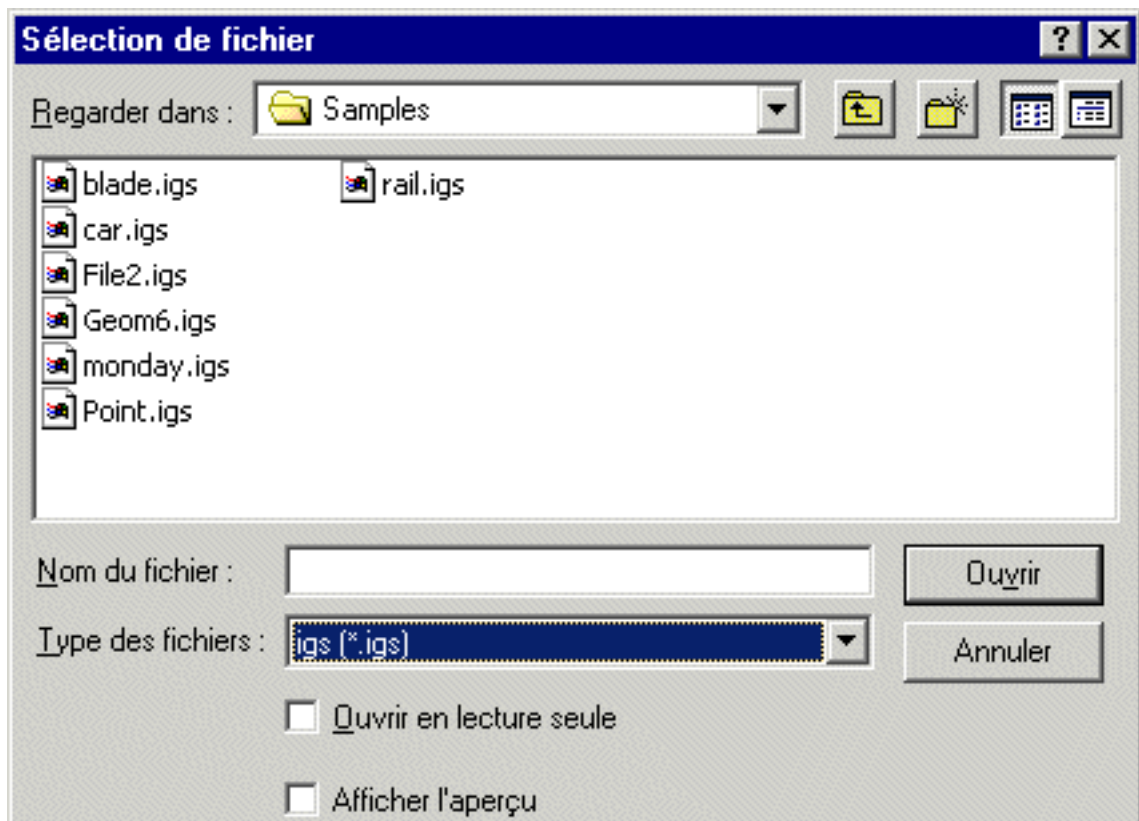 Sélection de fichier
Regarder dans : Samples
blade.igs
car.igs
File2.igs
Geom6.igs
monday.igs
Point.igs
rail.igs
Nom du fichier :
Ouvrir
Type des fichiers : igs (*.igs)
Annuler
Ouvrir en lecture seule
Afficher l'aperçu